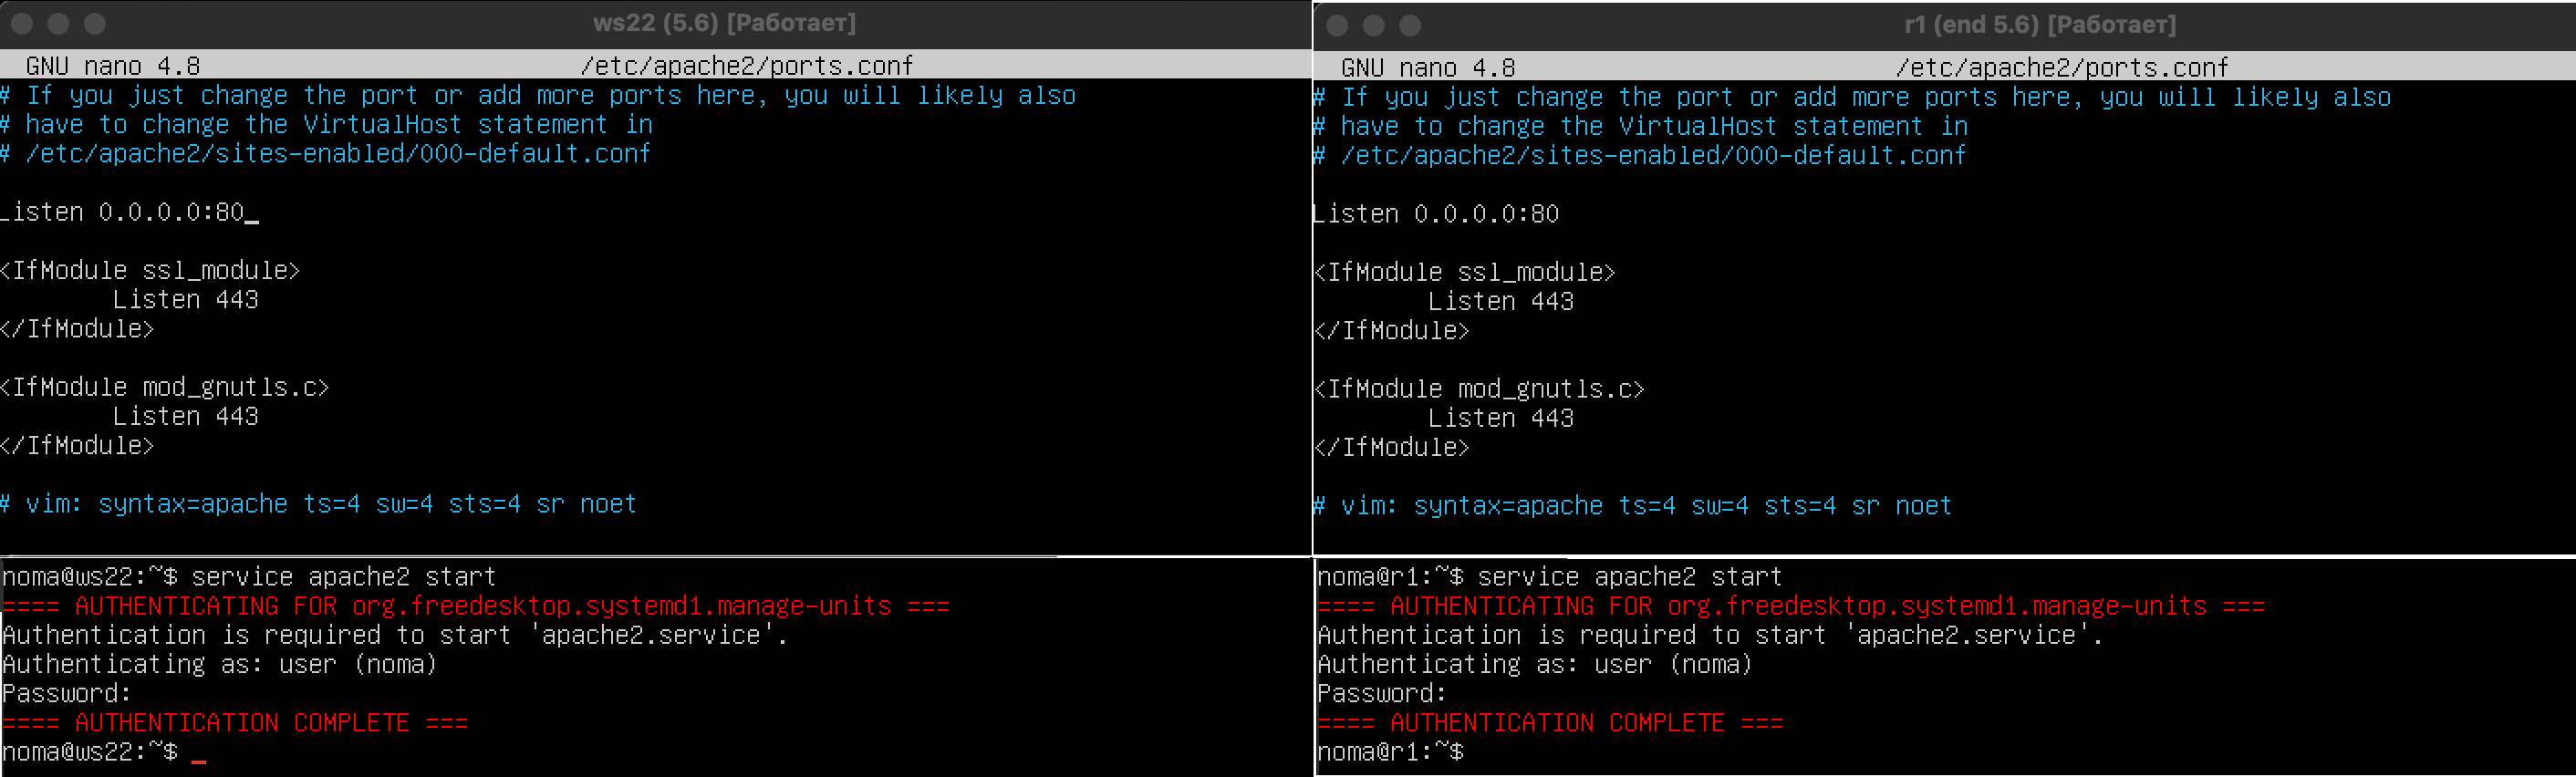 ws22 (5.6) [Работает]
GNU nano 4.8 /etc/apache2/ports.conf
# If you just change the port or add more ports here, you will likely also
# have to change the VirtualHost statement in
# /etc/apache2/sites-enabled/000-default.conf
Listen 0.0.0.0:80
<IfModule ssl_module>
Listen 443
</IfModule>
<IfModule mod_gnutls.c>
Listen 443
</IfModule>
# vim: syntax=apache ts=4 sw=4 sts=4 sr noet
noma@ws22:~$ service apache2 start
==== AUTHENTICATING FOR org.freedesktop.systemd1.manage-units ===
Authentication is required to start 'apache2.service'.
Authenticating as: user (noma)
Password:
==== AUTHENTICATION COMPLETE ===
noma@ws22:~$
r1 (end 5.6) [Работает]
GNU nano 4.8 /etc/apache2/ports.conf
# If you just change the port or add more ports here, you will likely also
# have to change the VirtualHost statement in
# /etc/apache2/sites-enabled/000-default.conf
Listen 0.0.0.0:80
<IfModule ssl_module>
Listen 443
</IfModule>
<IfModule mod_gnutls.c>
Listen 443
</IfModule>
# vim: syntax=apache ts=4 sw=4 sts=4 sr noet
noma@r1:~$ service apache2 start
==== AUTHENTICATING FOR org.freedesktop.systemd1.manage-units ===
Authentication is required to start 'apache2.service'.
Authenticating as: user (noma)
Password:
==== AUTHENTICATION COMPLETE ===
noma@r1:~$